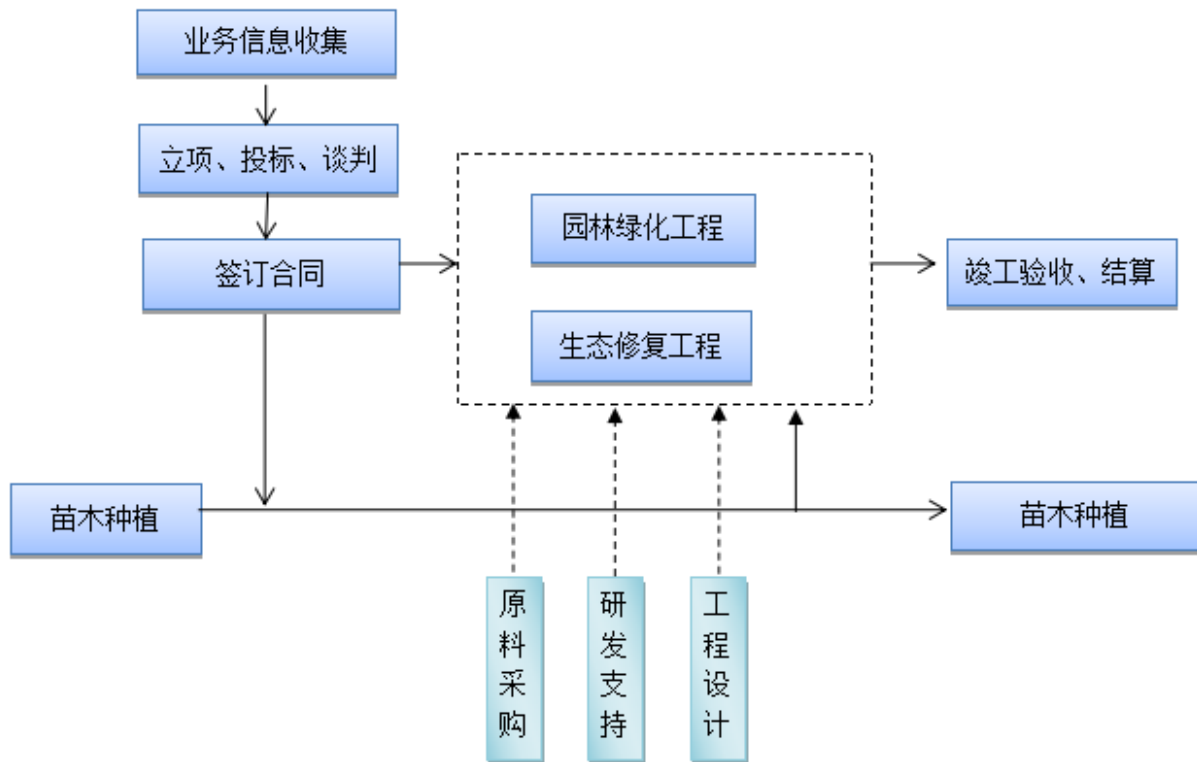 业务信息收集
立项、投标、谈判
签订合同
园林绿化工程
生态修复工程
竣工验收、结算
苗木种植
苗木种植
原料采购
研发支持
工程设计